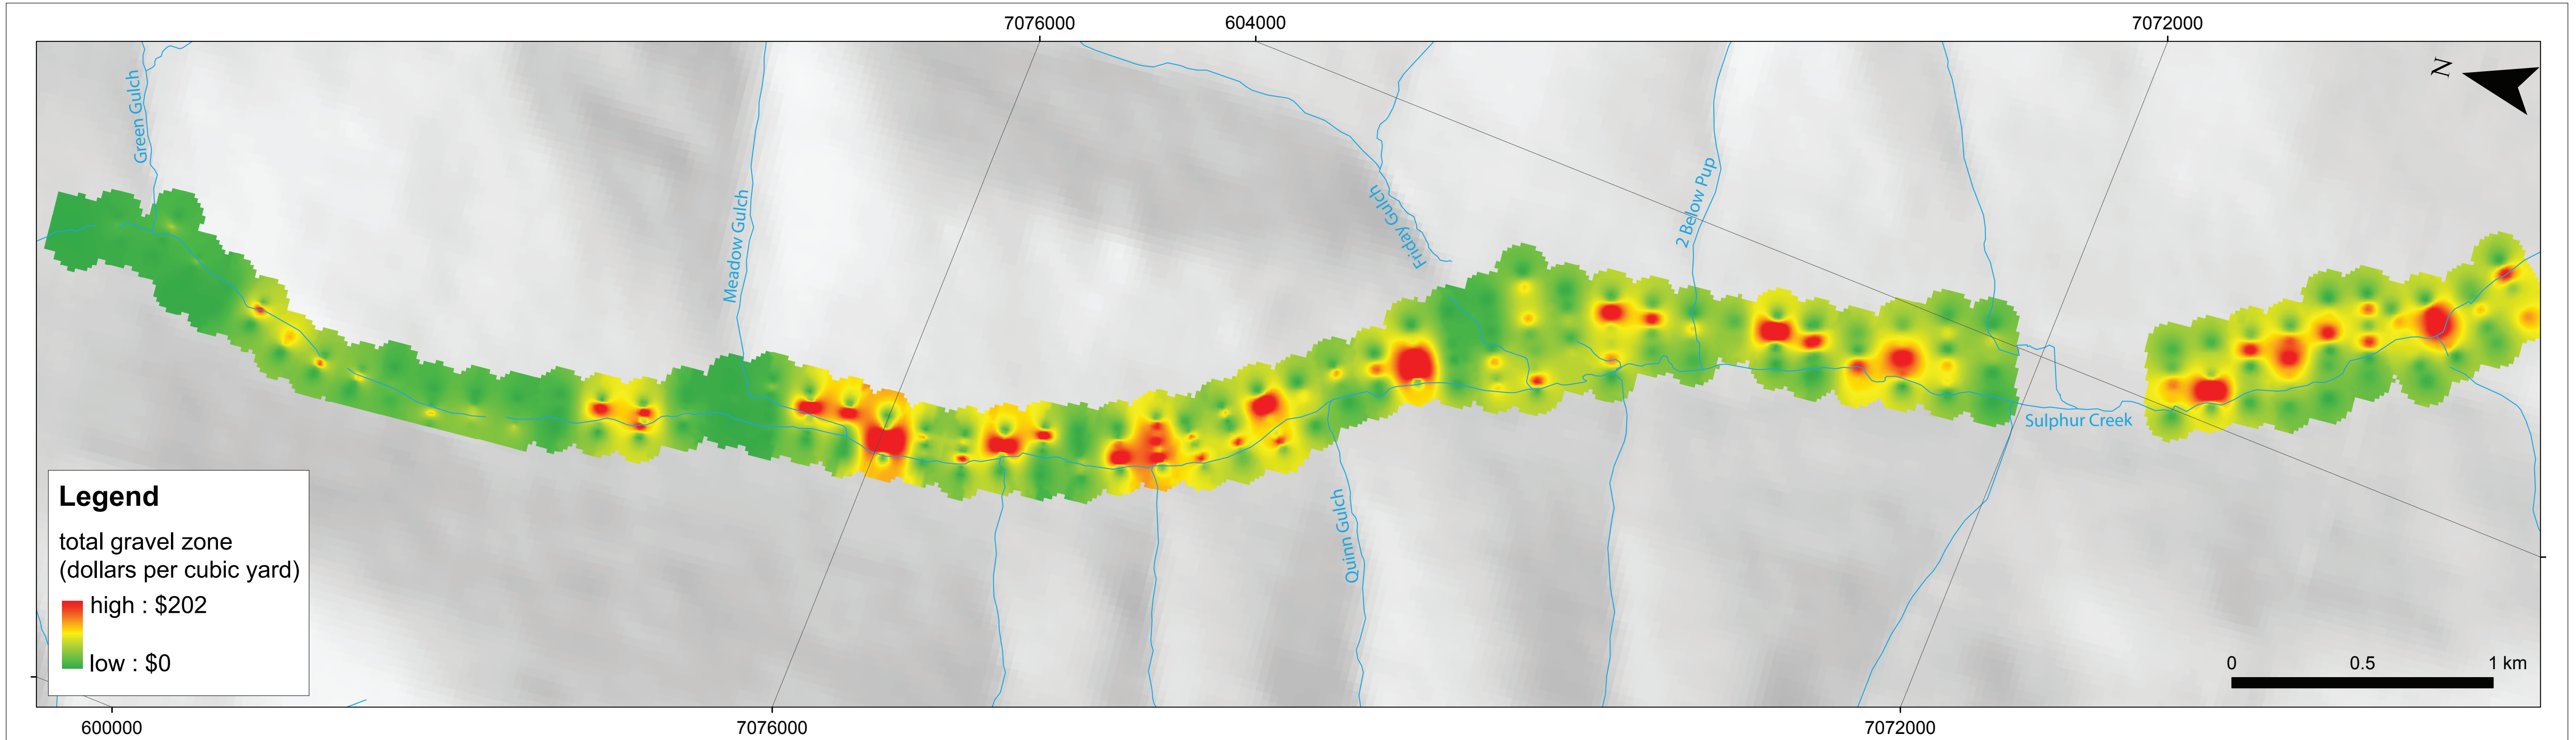 7076000
604000
7072000
N
Green Gulch
Meadow Gulch
Friday Gulch
2 Below Pup
Quinn Gulch
Sulphur Creek
Legend
total gravel zone
(dollars per cubic yard)
high : $202
low : $0
0 0.5 1 km
600000
7076000
7072000